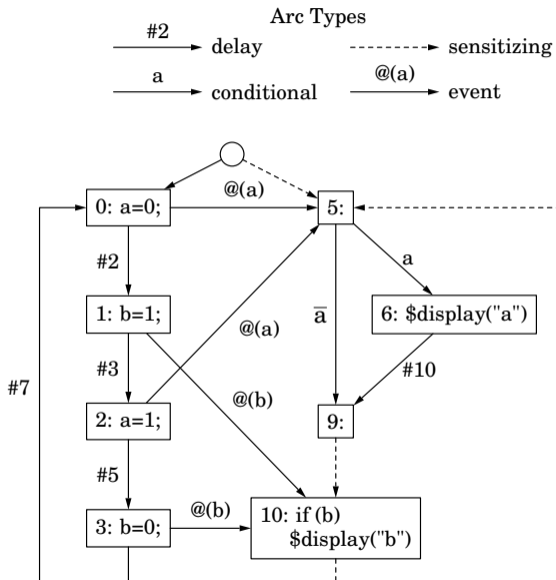 Arc Types
#2 delay sensitizing
a conditional @(a) event
0: a=0; @(a) 5:
#2 a
1: b=1; a̅ 6: $display("a")
@(a)
#3 #10
#7 @(b)
2: a=1; 9:
#5
3: b=0; @(b) 10: if (b)
$display("b")